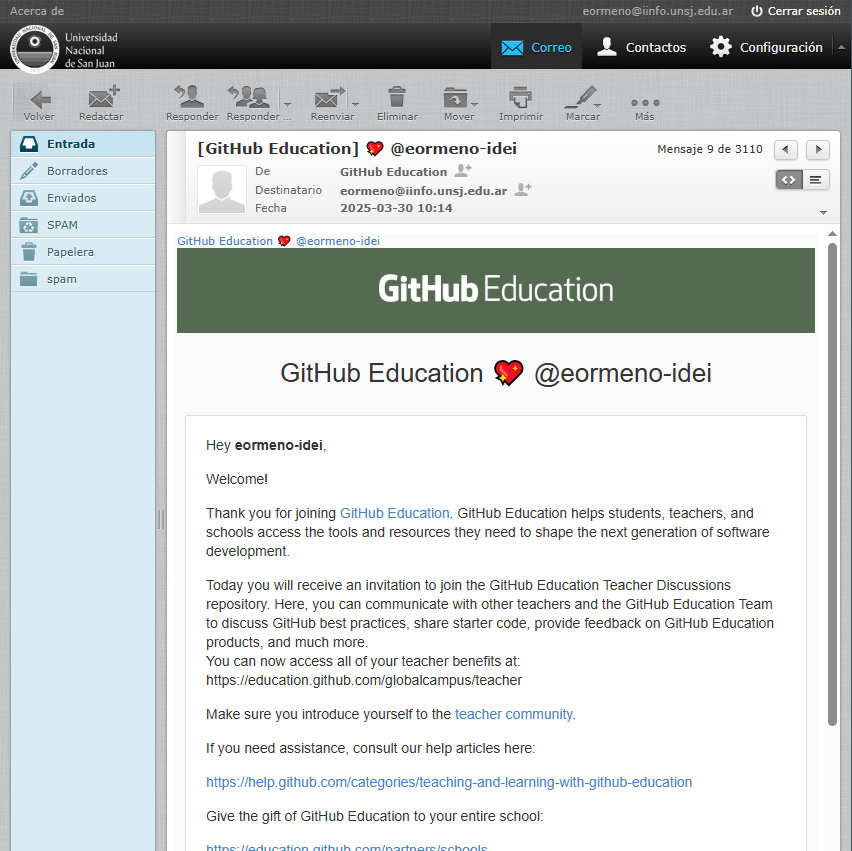 Acerca de
eormeno@iinfo.unsj.edu.ar
Cerrar sesión
Universidad
Nacional
de San Juan
Correo
Contactos
Configuración
Volver
Redactar
Responder
Responder ...
Reenviar
Eliminar
Mover
Imprimir
Marcar
Más
Entrada
Borradores
Enviados
SPAM
Papelera
spam
[GitHub Education] 💖 @eormeno-idei
Mensaje 9 de 3110
De GitHub Education
Destinatario eormeno@iinfo.unsj.edu.ar
Fecha 2025-03-30 10:14
GitHub Education 💖 @eormeno-idei
GitHub Education
GitHub Education 💖 @eormeno-idei
Hey eormeno-idei,
Welcome!
Thank you for joining GitHub Education. GitHub Education helps students, teachers, and
schools access the tools and resources they need to shape the next generation of software
development.
Today you will receive an invitation to join the GitHub Education Teacher Discussions
repository. Here, you can communicate with other teachers and the GitHub Education Team
to discuss GitHub best practices, share starter code, provide feedback on GitHub Education
products, and much more.
You can now access all of your teacher benefits at:
https://education.github.com/globalcampus/teacher
Make sure you introduce yourself to the teacher community.
If you need assistance, consult our help articles here:
https://help.github.com/categories/teaching-and-learning-with-github-education
Give the gift of GitHub Education to your entire school:
https://education.github.com/partners/schools